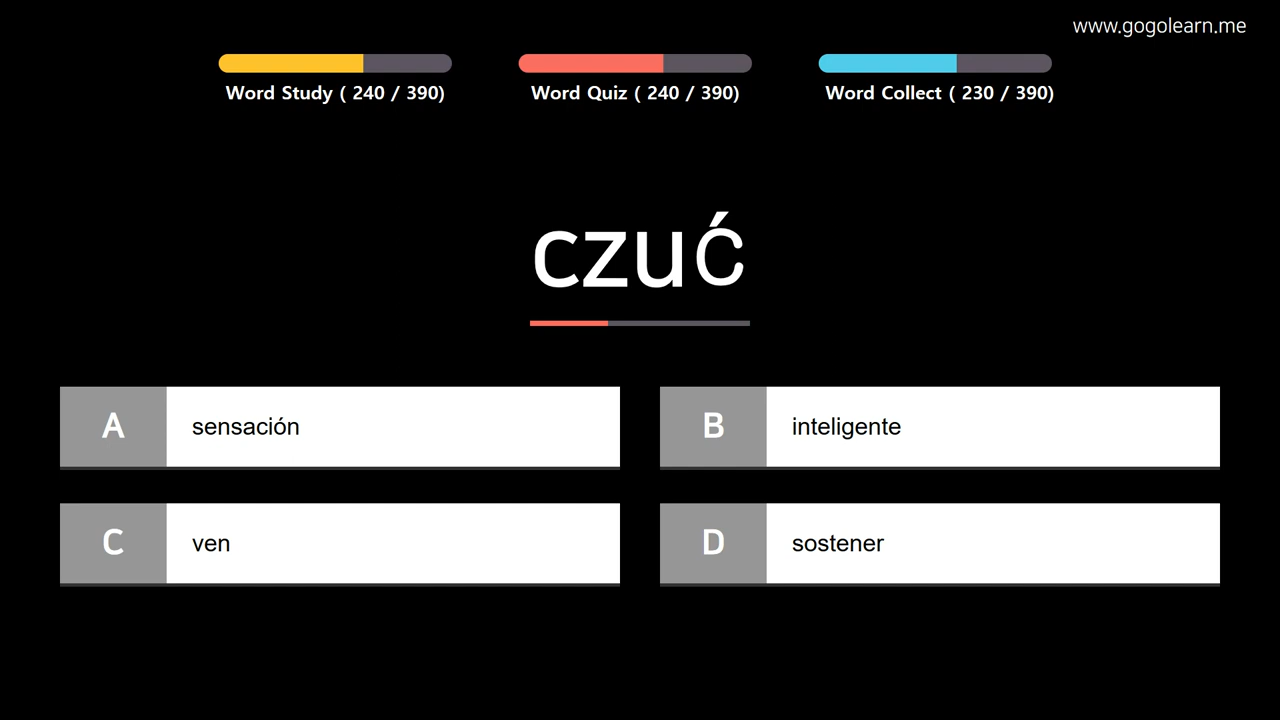 www.gogolearn.me
Word Study ( 240 / 390)
Word Quiz ( 240 / 390)
Word Collect ( 230 / 390)
czuć
A sensación
B inteligente
C ven
D sostener